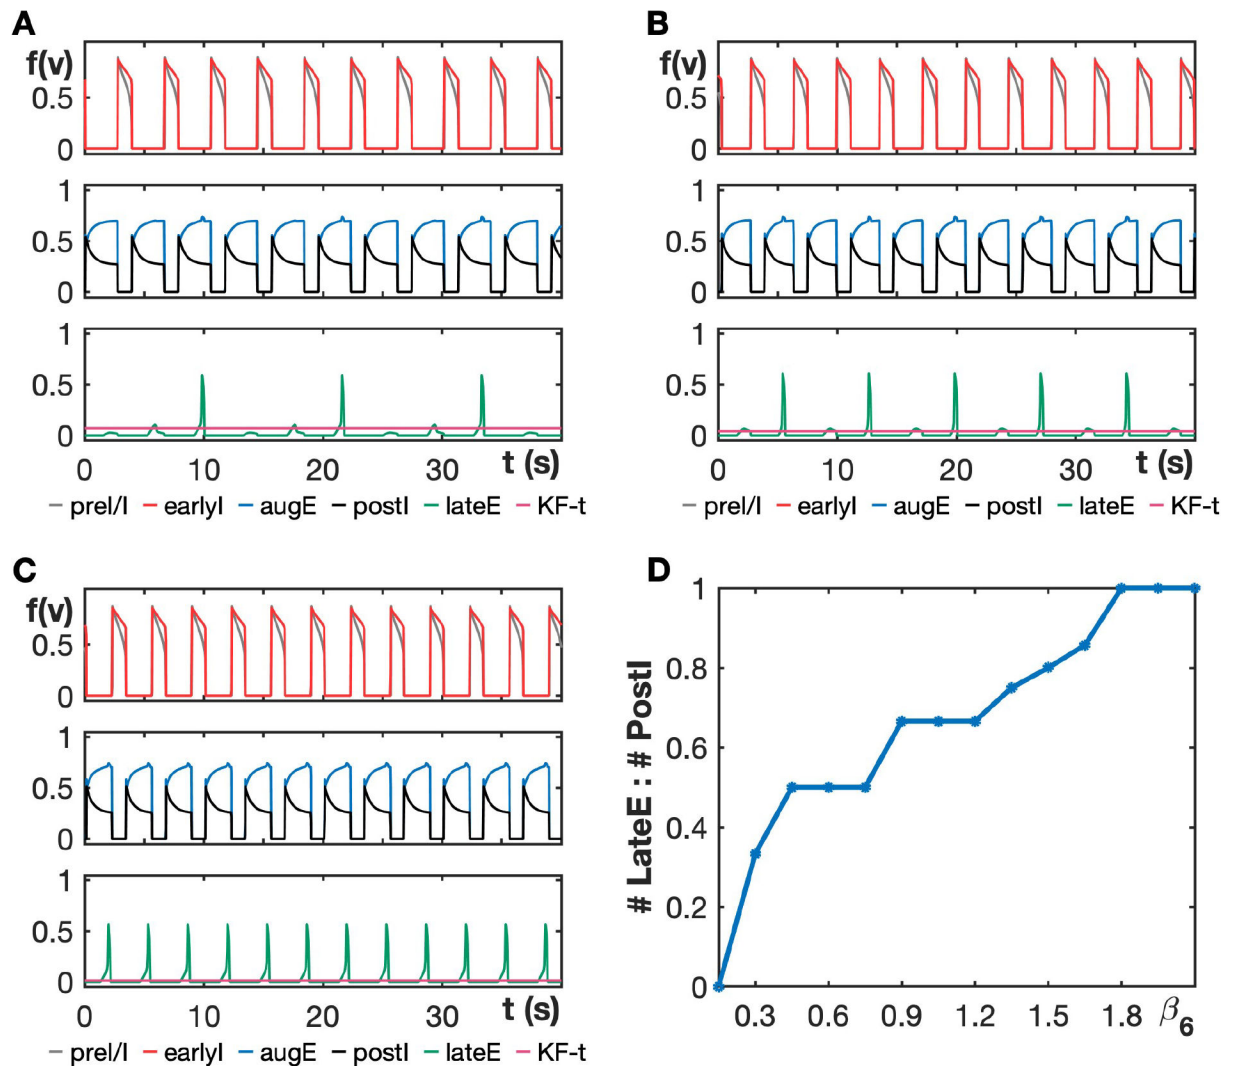 A
f(v)
0.5
0
1
0.5
0
1
0.5
0
0 10 20 30 t (s)
preI/I earlyI augE postI lateE KF-t
B
f(v)
0.5
0
1
0.5
0
1
0.5
0
0 10 20 30 t (s)
preI/I earlyI augE postI lateE KF-t
C
f(v)
0.5
0
1
0.5
0
1
0.5
0
0 10 20 30 t (s)
preI/I earlyI augE postI lateE KF-t
D
# LateE : # PostI
1
0.8
0.6
0.4
0.2
0
0.3 0.6 0.9 1.2 1.5 1.8 β6